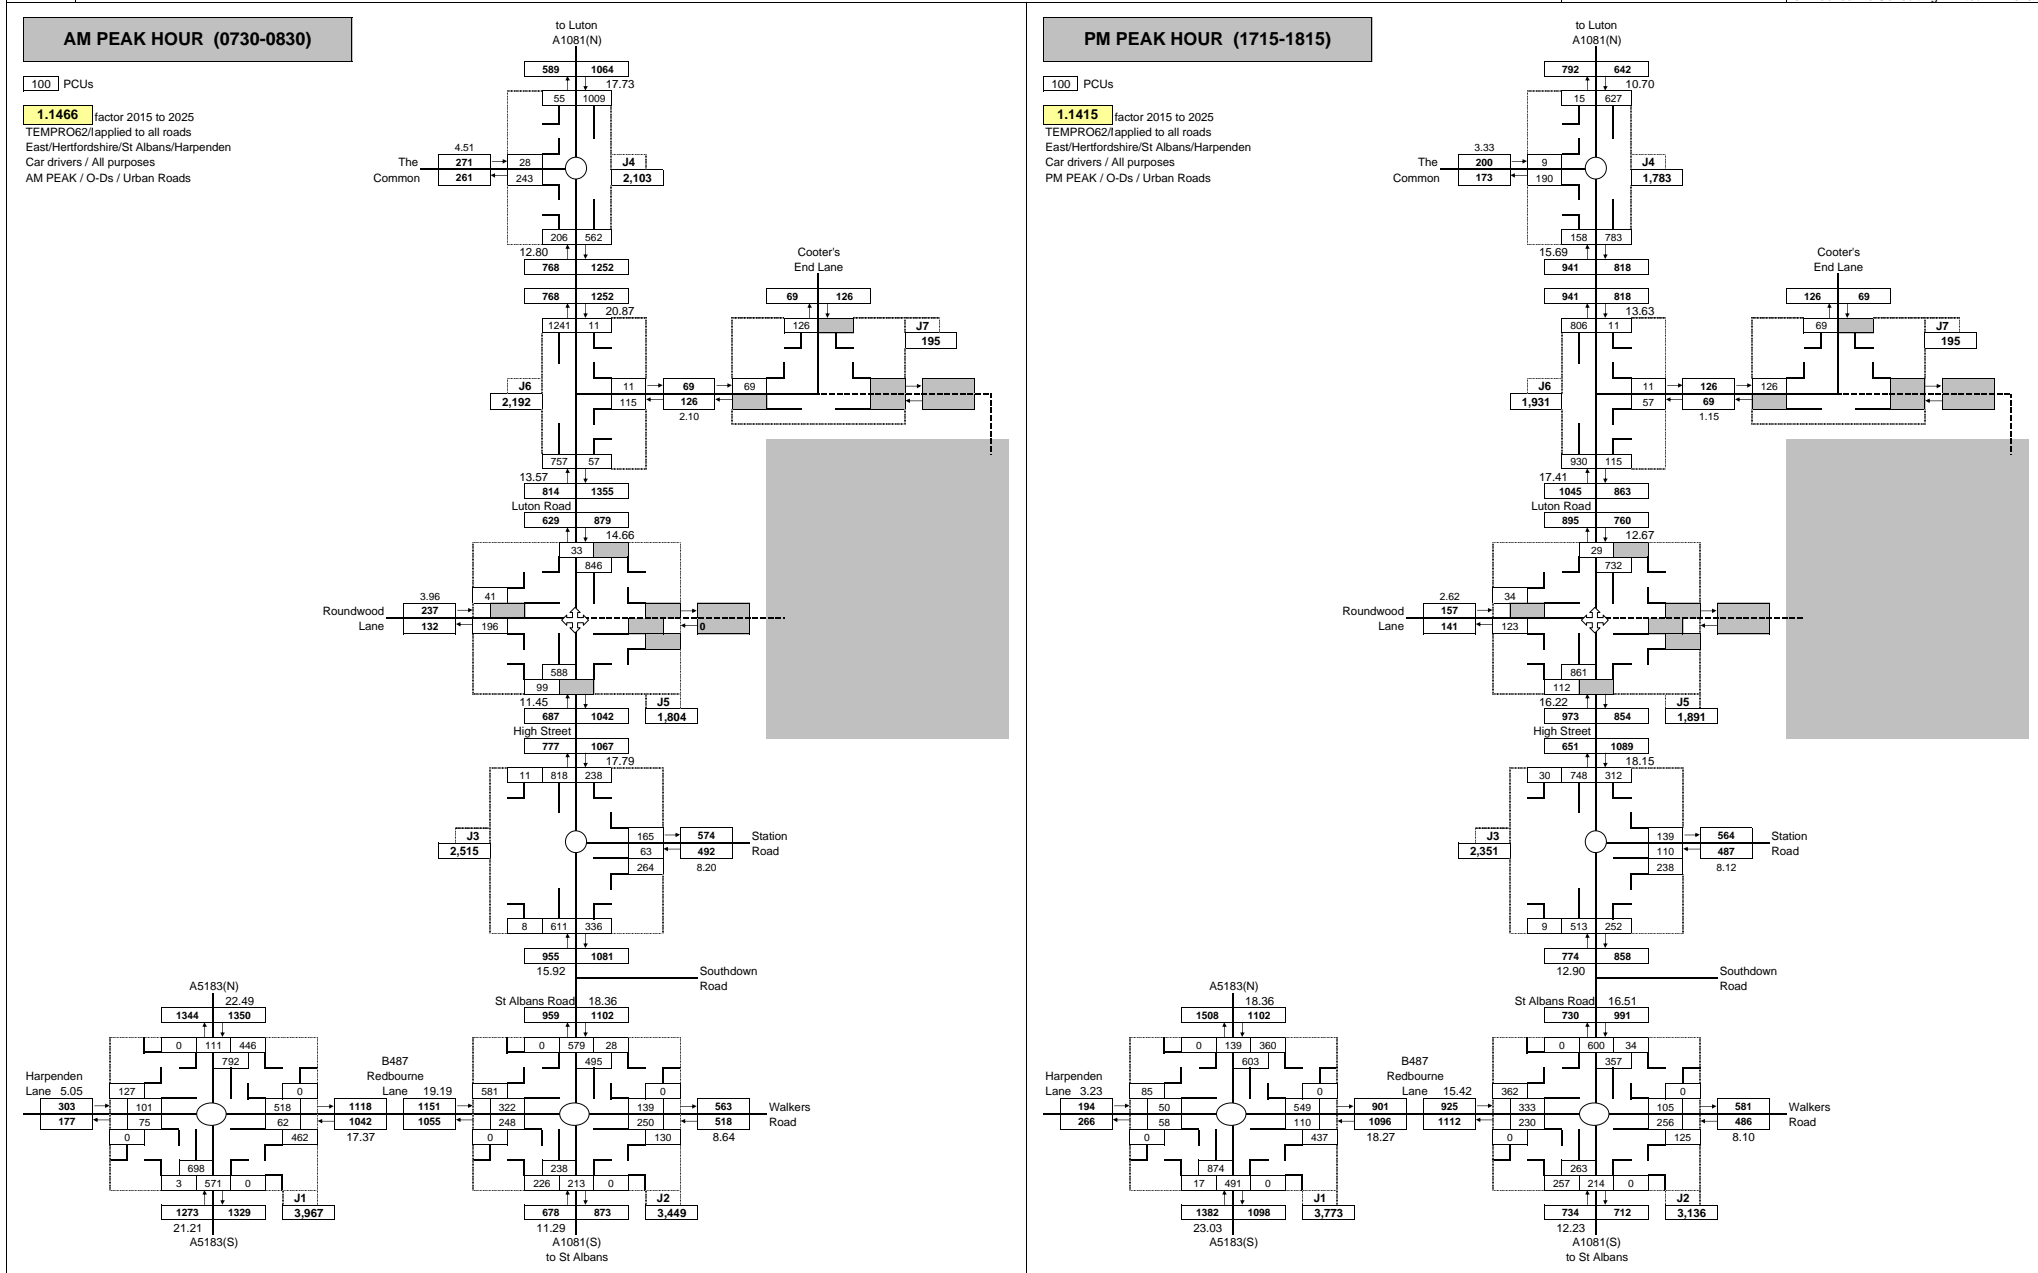 AM PEAK HOUR (0730-0830)
100 PCUs
1.1466 factor 2015 to 2025
TEMPRO62/lapplied to all roads
East/Hertfordshire/St Albans/Harpenden
Car drivers / All purposes
AM PEAK / O-Ds / Urban Roads
to Luton
A1081(N)
589 1064
17.73
55 1009
4.51
The 271 28 J4
Common 261 243 2,103
206 562
12.80
768 1252
Cooter's
End Lane
768 1252 69 126
20.87
1241 11 126 J7
195
J6 11 69 69
2,192 115 126
2.10
757 57
13.57
814 1355
Luton Road
629 879
14.66
33
846
3.96 41
Roundwood 237
Lane 132 196 0
588
99
11.45 J5
687 1042 1,804
High Street
777 1067
17.79
11 818 238
J3 165 574 Station
2,515 63 492 Road
264 8.20
8 611 336
955 1081
15.92 Southdown
Road
A5183(N)
22.49 St Albans Road 18.36
1344 1350 959 1102
0 111 446 0 579 28
792 B487 495
Harpenden Redbourne
Lane 5.05 127 0 Lane 19.19 581 0
303 101 518 1118 1151 322 139 563 Walkers
177 75 62 1042 1055 248 250 518 Road
0 462 17.37 0 130 8.64
698 238
3 571 0 J1 226 213 0 J2
1273 1329 3,967 678 873 3,449
21.21 11.29
A5183(S) A1081(S)
to St Albans
PM PEAK HOUR (1715-1815)
100 PCUs
1.1415 factor 2015 to 2025
TEMPRO62/lapplied to all roads
East/Hertfordshire/St Albans/Harpenden
Car drivers / All purposes
PM PEAK / O-Ds / Urban Roads
to Luton
A1081(N)
792 642
10.70
15 627
3.33
The 200 9 J4
Common 173 190 1,783
158 783
15.69
941 818
Cooter's
End Lane
941 818 126 69
13.63
806 11 69 J7
195
J6 11 126 126
1,931 57 69
1.15
930 115
17.41
1045 863
Luton Road
895 760
12.67
29
732
2.62 34
Roundwood 157
Lane 141 123
861
112
16.22 J5
973 854 1,891
High Street
651 1089
18.15
30 748 312
J3 139 564 Station
2,351 110 487 Road
238 8.12
9 513 252
774 858
12.90 Southdown
Road
A5183(N)
18.36 St Albans Road 16.51
1508 1102 730 991
0 139 360 0 600 34
603 B487 357
Harpenden Redbourne
Lane 3.23 85 0 Lane 15.42 362 0
194 50 549 901 925 333 105 581 Walkers
266 58 110 1096 1112 230 256 486 Road
0 437 18.27 0 125 8.10
874 263
17 491 0 J1 257 214 0 J2
1382 1098 3,773 734 712 3,136
23.03 12.23
A5183(S) A1081(S)
to St Albans